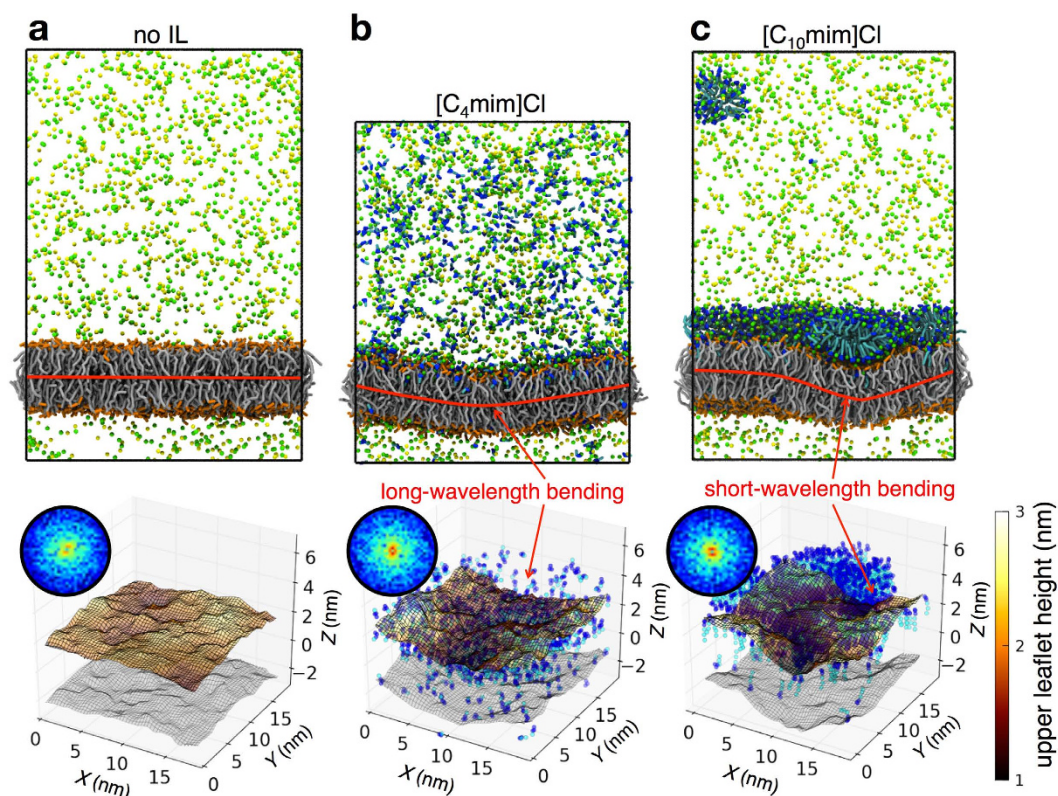 a
no IL
b
[C₄mim]Cl
c
[C₁₀mim]Cl
long-wavelength bending
short-wavelength bending
6
4
2
0
−2
Z (nm)
0
5
10
15
X (nm)
0
5
10
15
Y (nm)
6
4
2
0
−2
Z (nm)
0
5
10
15
X (nm)
0
5
10
15
Y (nm)
6
4
2
0
−2
Z (nm)
0
5
10
15
X (nm)
0
5
10
15
Y (nm)
3
2
1
upper leaflet height (nm)